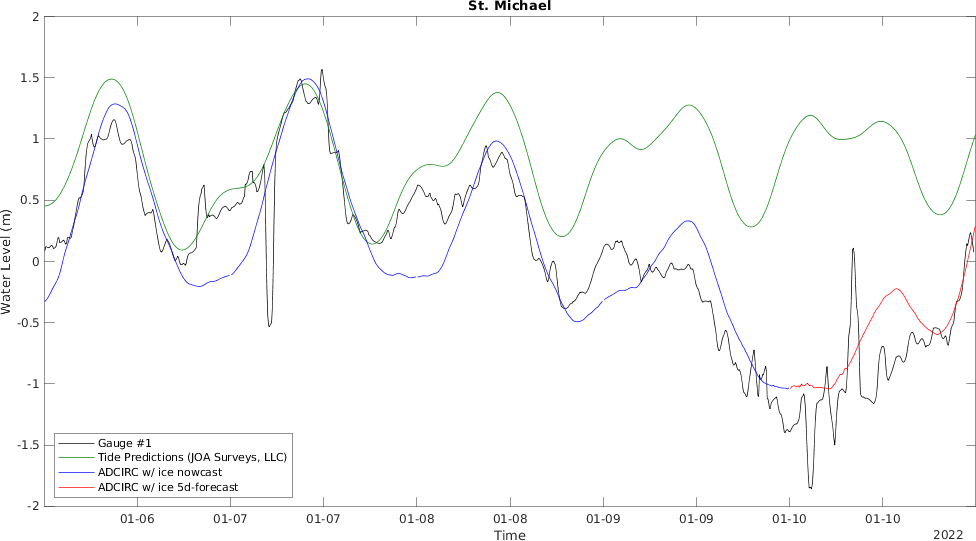 St. Michael
2
1.5
1
0.5
0
-0.5
-1
-1.5
-2
Water Level (m)
Gauge #1
Tide Predictions (JOA Surveys, LLC)
ADCIRC w/ ice nowcast
ADCIRC w/ ice 5d-forecast
01-06 01-07 01-07 01-08 01-08 01-09 01-09 01-10 01-10
Time
2022